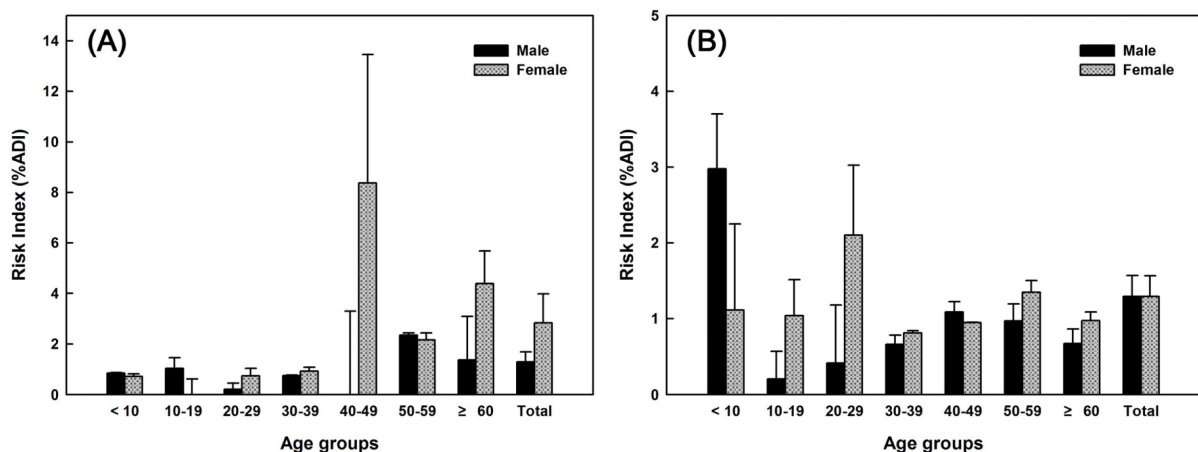 (A)
Male
Female
Risk Index (%ADI)
14
12
10
8
6
4
2
0
< 10 10-19 20-29 30-39 40-49 50-59 ≥ 60 Total
Age groups
(B)
Male
Female
Risk Index (%ADI)
5
4
3
2
1
0
< 10 10-19 20-29 30-39 40-49 50-59 ≥ 60 Total
Age groups